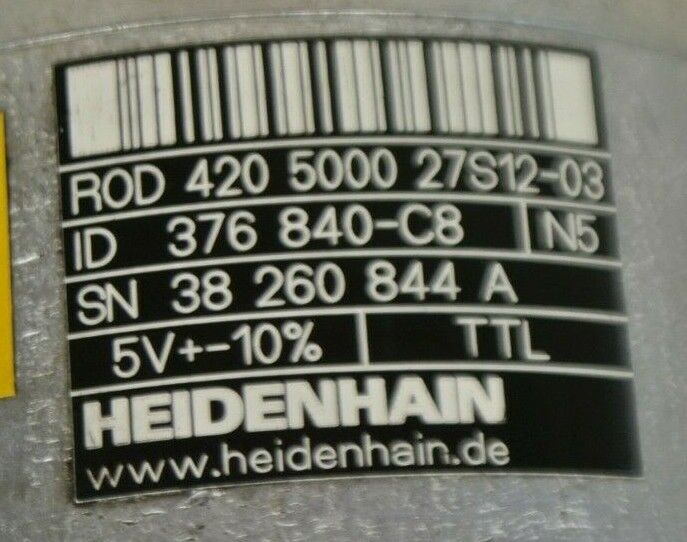 ROD 420 5000 27S12-03
ID 376 840-C8 N5
SN 38 260 844 A
5V+-10% TTL
HEIDENHAIN
www.heidenhain.de